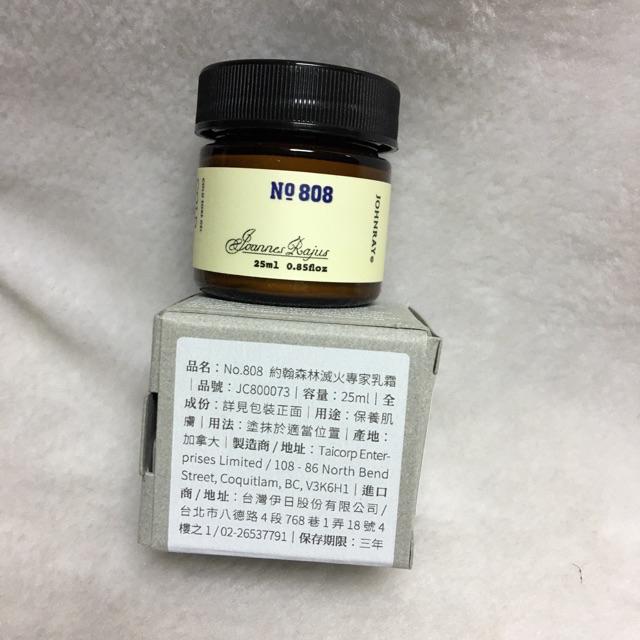 No 808
Joannes Rajus
25ml 0.85floz
JOHNRAY®
品名：No.808 約翰森林滅火專家乳霜
｜品號：JC800073｜容量：25ml｜全
成份：詳見包裝正面｜用途：保養肌
膚｜用法：塗抹於適當位置｜產地：
加拿大｜製造商/地址：Taicorp Enter-
prises Limited / 108 - 86 North Bend
Street, Coquitlam, BC, V3K6H1｜進口
商/地址：台灣伊日股份有限公司/
台北市八德路4段768巷1弄18號4
樓之1/02-26537791｜保存期限：三年